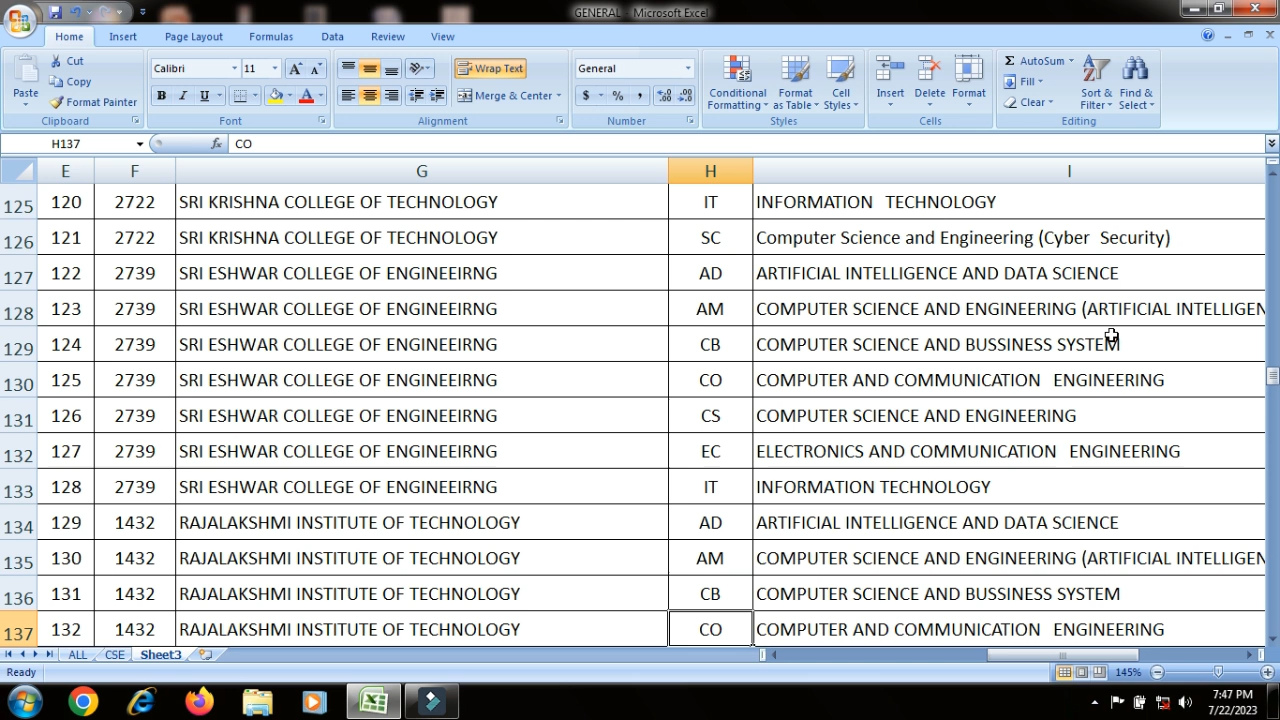 GENERAL - Microsoft Excel
Home Insert Page Layout Formulas Data Review View
Paste Cut Copy Format Painter Clipboard
Calibri 11 A A B I U A Font
Wrap Text Merge & Center Alignment
General $ % , Number
Conditional Formatting Format as Table Cell Styles Styles
Insert Delete Format Cells
Σ AutoSum Fill Clear Sort & Filter Find & Select Editing
H137 fx CO
E F G H I
125 120 2722 SRI KRISHNA COLLEGE OF TECHNOLOGY IT INFORMATION TECHNOLOGY
126 121 2722 SRI KRISHNA COLLEGE OF TECHNOLOGY SC Computer Science and Engineering (Cyber Security)
127 122 2739 SRI ESHWAR COLLEGE OF ENGINEEIRNG AD ARTIFICIAL INTELLIGENCE AND DATA SCIENCE
128 123 2739 SRI ESHWAR COLLEGE OF ENGINEEIRNG AM COMPUTER SCIENCE AND ENGINEERING (ARTIFICIAL INTELLIGEN
129 124 2739 SRI ESHWAR COLLEGE OF ENGINEEIRNG CB COMPUTER SCIENCE AND BUSSINESS SYSTEM
130 125 2739 SRI ESHWAR COLLEGE OF ENGINEEIRNG CO COMPUTER AND COMMUNICATION ENGINEERING
131 126 2739 SRI ESHWAR COLLEGE OF ENGINEEIRNG CS COMPUTER SCIENCE AND ENGINEERING
132 127 2739 SRI ESHWAR COLLEGE OF ENGINEEIRNG EC ELECTRONICS AND COMMUNICATION ENGINEERING
133 128 2739 SRI ESHWAR COLLEGE OF ENGINEEIRNG IT INFORMATION TECHNOLOGY
134 129 1432 RAJALAKSHMI INSTITUTE OF TECHNOLOGY AD ARTIFICIAL INTELLIGENCE AND DATA SCIENCE
135 130 1432 RAJALAKSHMI INSTITUTE OF TECHNOLOGY AM COMPUTER SCIENCE AND ENGINEERING (ARTIFICIAL INTELLIGEN
136 131 1432 RAJALAKSHMI INSTITUTE OF TECHNOLOGY CB COMPUTER SCIENCE AND BUSSINESS SYSTEM
137 132 1432 RAJALAKSHMI INSTITUTE OF TECHNOLOGY CO COMPUTER AND COMMUNICATION ENGINEERING
ALL CSE Sheet3
Ready 145%
7:47 PM
7/22/2023